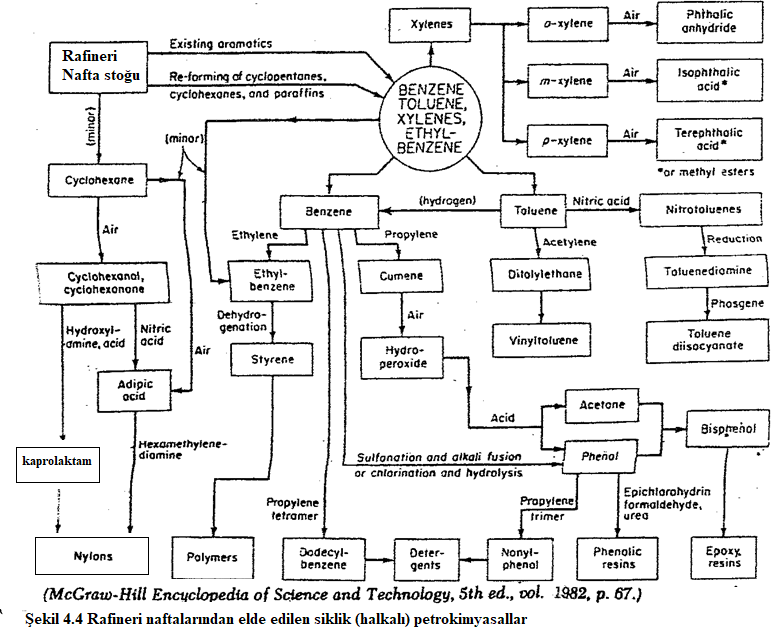 Xylenes
o-xylene
Air
Phthalic
anhydride
Rafineri
Nafta stoğu
Existing aromatics
Re-forming of cyclopentanes,
cyclohexanes, and paraffins
BENZENE
TOLUENE,
XYLENES,
ETHYL-
BENZENE
m-xylene
Air
Isophthalic
acid*
p-xylene
Air
Terephthalic
acid*
*or methyl esters
(minor)
(minor)
Cyclohexane
Benzene
(hydrogen)
Toluene
Nitric acid
Nitrotoluenes
Air
Ethylene
Propylene
Acetylene
Reduction
Cyclohexanol,
cyclohexanone
Ethyl-
benzene
Cumene
Ditolylethane
Toluenediamine
Hydroxyl-
amine, acid
Nitric
acid
Air
Dehydro-
genation
Air
Phosgene
Styrene
Hydro-
peroxide
Vinyltoluene
Toluene
diisocyanate
Adipic
acid
Acid
Acetone
Bisphenol
Phenol
kaprolaktam
Hexamethylene-
diamine
Sulfonation and alkali fusion
or chlorination and hydrolysis
Propylene
tetramer
Propylene
trimer
Epichlorohydrin
formaldehyde,
urea
Nylons
Polymers
Dodecyl-
benzene
Deter-
gents
Nonyl-
phenol
Phenolic
resins
Epoxy
resins
(McGraw-Hill Encyclopedia of Science and Technology, 5th ed., vol. 1982, p. 67.)
Şekil 4.4 Rafineri naftalarından elde edilen siklik (halkalı) petrokimyasallar